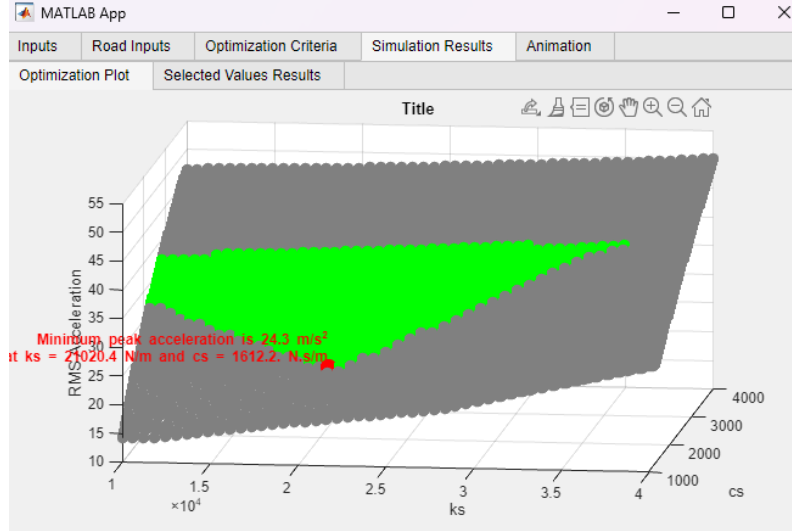 MATLAB App
Inputs Road Inputs Optimization Criteria Simulation Results Animation
Optimization Plot Selected Values Results
Title
55
50
45
40
35
30
25
20
15
10
RMS Acceleration
Minimum peak acceleration is 24.3 m/s²
at ks = 21020.4 N/m and cs = 1612.2. N.s/m
1 1.5 2 2.5 3 3.5 4
×10⁴
ks
1000
2000
3000
4000
cs